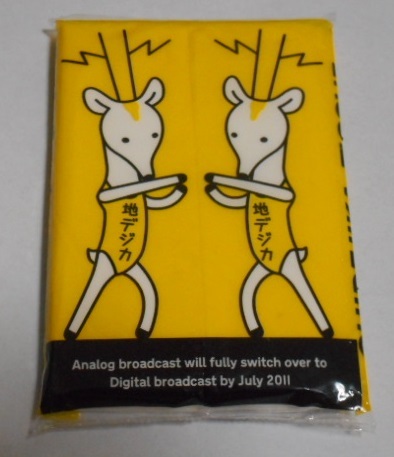 地デジカ
地デジカ
Analog broadcast will fully switch over to
Digital broadcast by July 2011